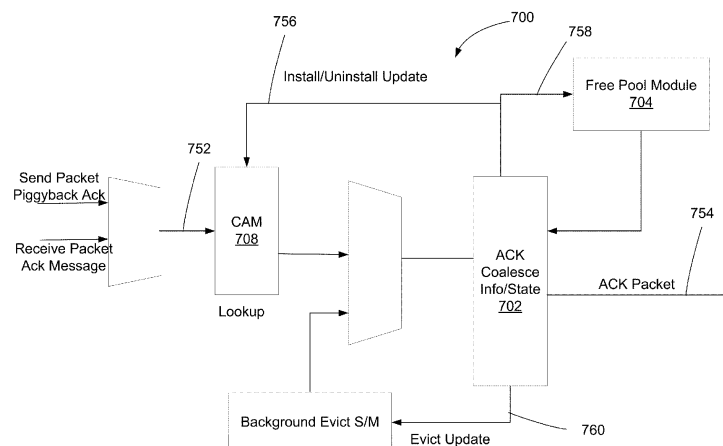 756
700
758
Install/Uninstall Update
Free Pool Module
704
752
Send Packet
Piggyback Ack
754
CAM
708
Receive Packet
Ack Message
ACK
Coalesce
Info/State
702
ACK Packet
Lookup
Background Evict S/M
Evict Update
760